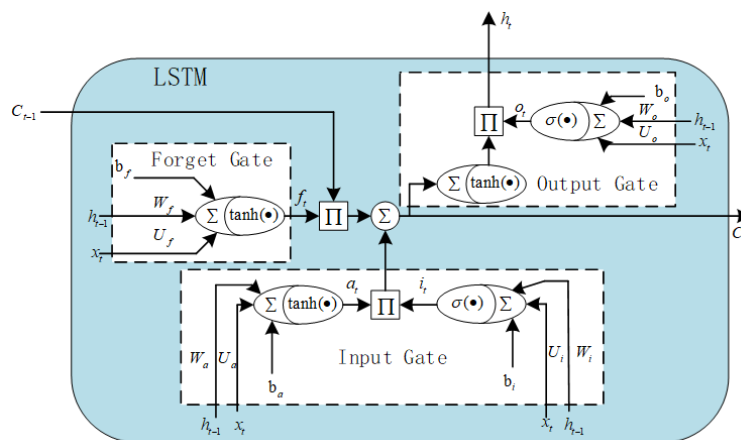 h_t
LSTM
C_{t-1}
b_o
o_t
σ(•) Σ
W_o
h_{t-1}
U_o
x_t
∏
Forget Gate
b_f
Σ tanh(•)
Output Gate
W_f
h_{t-1}
Σ tanh(•)
f_t
∏
Σ
U_f
x_t
C
a_t
i_t
Σ tanh(•)
∏
σ(•) Σ
W_a
U_a
Input Gate
U_i
W_i
b_a
b_i
h_{t-1}
x_t
x_t
h_{t-1}